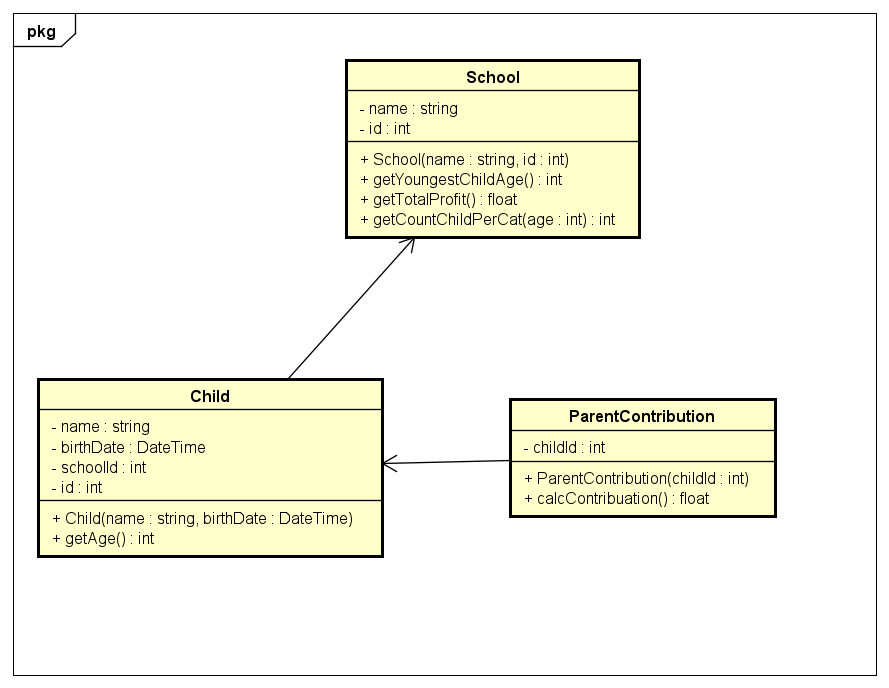 pkg
School
- name : string
- id : int
+ School(name : string, id : int)
+ getYoungestChildAge() : int
+ getTotalProfit() : float
+ getCountChildPerCat(age : int) : int
Child
- name : string
- birthDate : DateTime
- schoolId : int
- id : int
+ Child(name : string, birthDate : DateTime)
+ getAge() : int
ParentContribution
- childId : int
+ ParentContribution(childId : int)
+ calcContribuation() : float